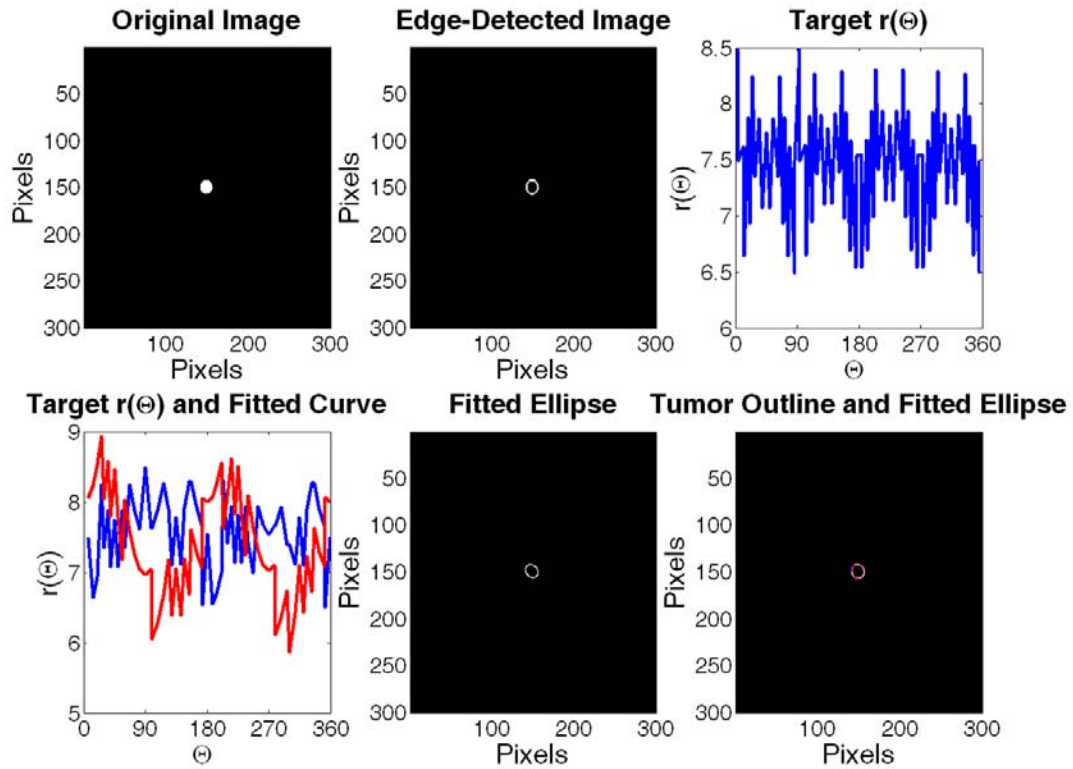 Original Image
50
100
150
200
250
300
100 200 300
Pixels
Pixels
Edge-Detected Image
50
100
150
200
250
300
100 200 300
Pixels
Pixels
Target r(Θ)
8.5
8
7.5
7
6.5
6
0 90 180 270 360
r(Θ)
Θ
Target r(Θ) and Fitted Curve
9
8
7
6
5
0 90 180 270 360
r(Θ)
Θ
Fitted Ellipse
50
100
150
200
250
300
100 200 300
Pixels
Pixels
Tumor Outline and Fitted Ellipse
50
100
150
200
250
300
100 200 300
Pixels
Pixels